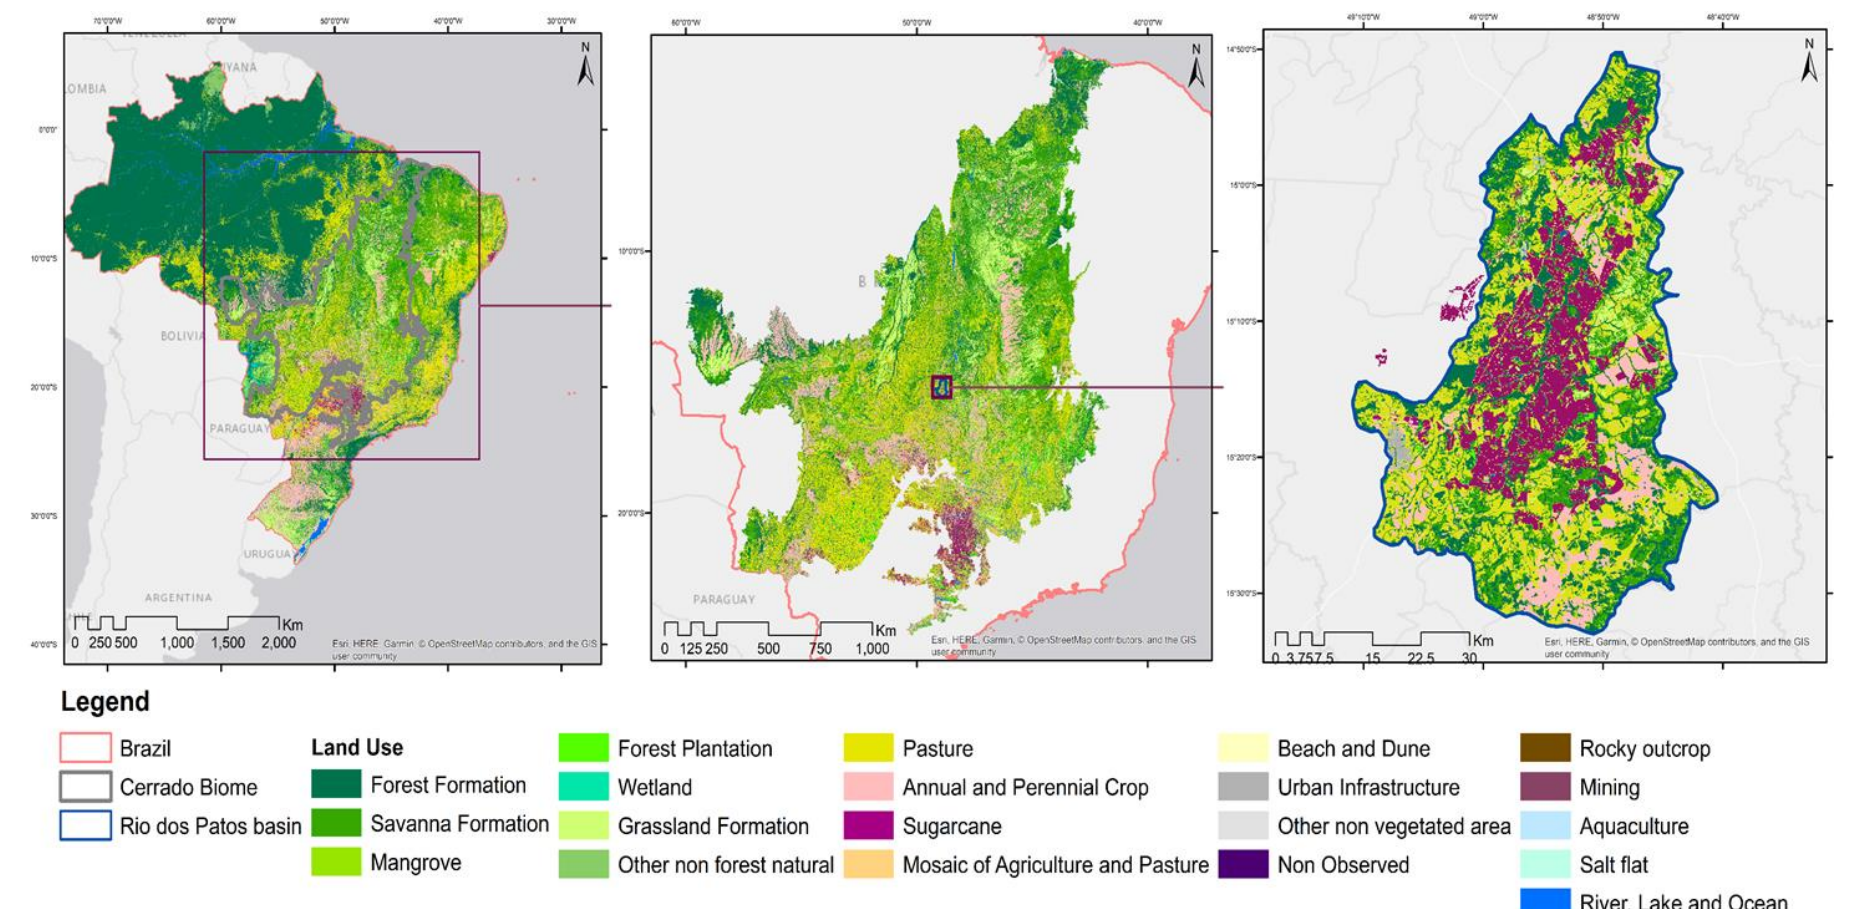 70°0'0"W 60°0'0"W 50°0'0"W 40°0'0"W 30°0'0"W
N
VENEZUELA
GUYANA
LOMBIA
0°0'0"
10°0'0"S
BOLIVIA
20°0'0"S
PARAGUAY
30°0'0"S
URUGUAY
ARGENTINA
40°0'0"S
0 250 500 1,000 1,500 2,000 Km
Esri, HERE, Garmin, © OpenStreetMap contributors, and the GIS
user community
60°0'0"W 50°0'0"W 40°0'0"W
N
10°0'0"S
B
20°0'0"S
PARAGUAY
0 125 250 500 750 1,000 Km
Esri, HERE, Garmin, © OpenStreetMap contributors, and the GIS
user community
49°10'0"W 49°0'0"W 48°50'0"W 48°40'0"W
N
14°50'0"S
15°0'0"S
15°10'0"S
15°20'0"S
15°30'0"S
0 3.75 7.5 15 22.5 30 Km
Esri, HERE, Garmin, © OpenStreetMap contributors, and the GIS
user community
Legend
Brazil
Cerrado Biome
Rio dos Patos basin
Land Use
Forest Formation
Savanna Formation
Mangrove
Forest Plantation
Wetland
Grassland Formation
Other non forest natural
Pasture
Annual and Perennial Crop
Sugarcane
Mosaic of Agriculture and Pasture
Beach and Dune
Urban Infrastructure
Other non vegetated area
Non Observed
Rocky outcrop
Mining
Aquaculture
Salt flat
River, Lake and Ocean